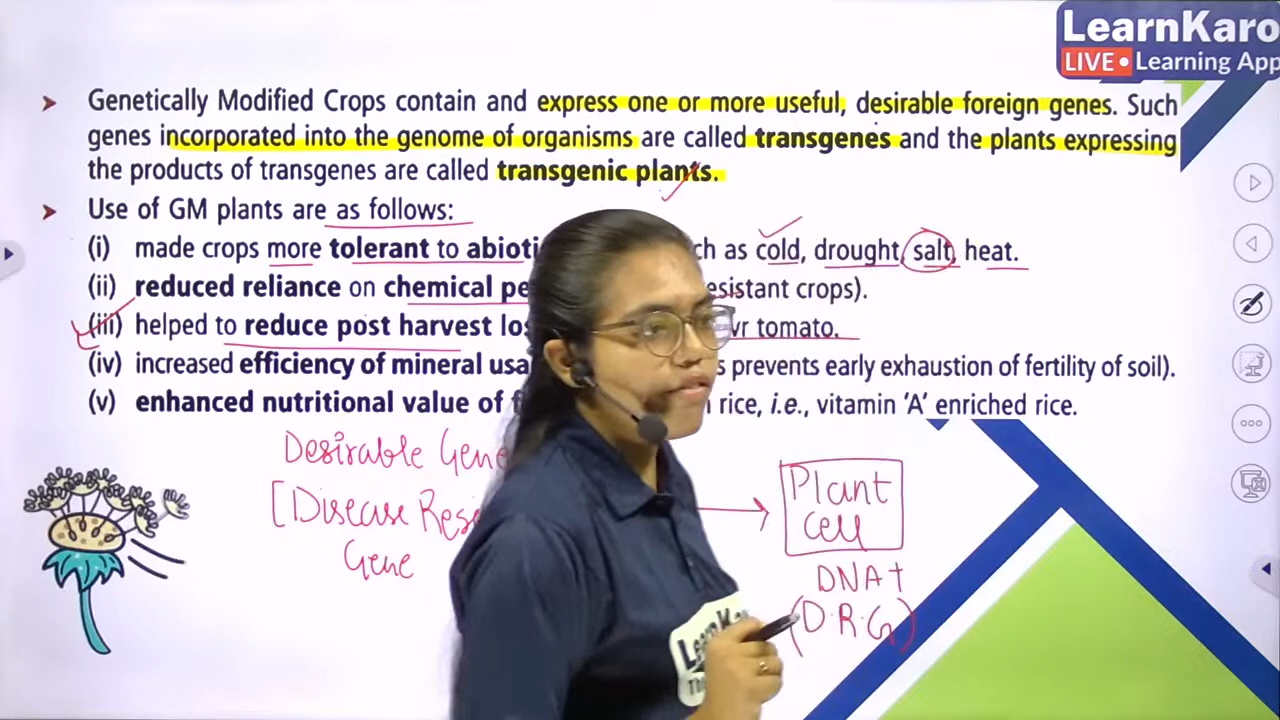 LearnKaro
LIVE • Learning App
Genetically Modified Crops contain and express one or more useful, desirable foreign genes. Such
genes incorporated into the genome of organisms are called transgenes and the plants expressing
the products of transgenes are called transgenic plants.
Use of GM plants are as follows:
(i) made crops more tolerant to abioti ch as cold, drought, salt, heat.
(ii) reduced reliance on chemical pe esistant crops).
(iii) helped to reduce post harvest los vr tomato.
(iv) increased efficiency of mineral usa s prevents early exhaustion of fertility of soil).
(v) enhanced nutritional value of f rice, i.e., vitamin 'A' enriched rice.
Desirable Gene
[Disease Resi
Gene
Plant
cell
DNA+
(D.R.G)